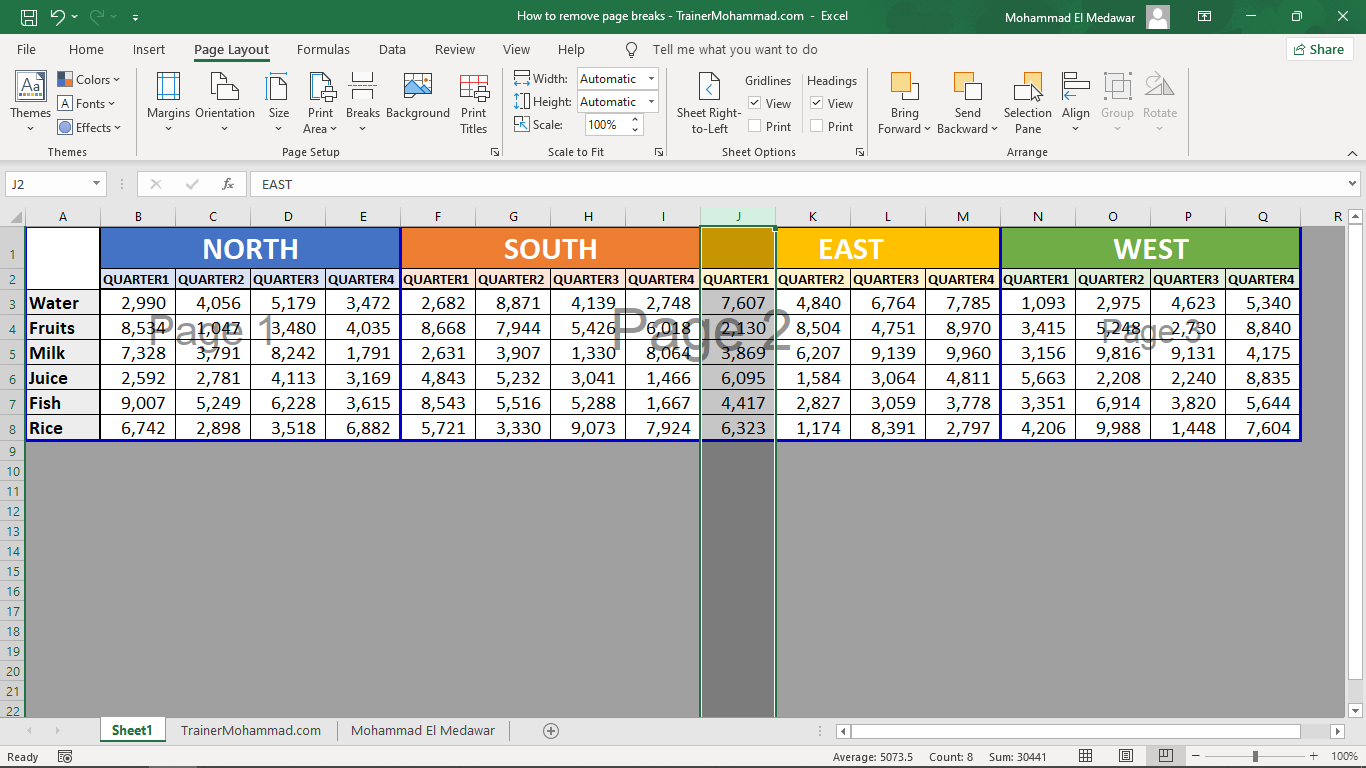 How to remove page breaks - TrainerMohammad.com - Excel
Mohammad El Medawar
File Home Insert Page Layout Formulas Data Review View Help Tell me what you want to do Share
Themes
Colors
Fonts
Effects
Themes
Margins Orientation Size Print Area Breaks Background Print Titles
Page Setup
Width: Automatic
Height: Automatic
Scale: 100%
Scale to Fit
Sheet Right-to-Left
Gridlines
View
Print
Headings
View
Print
Sheet Options
Bring Forward Send Backward Selection Pane Align Group Rotate
Arrange
J2 fx EAST
A B C D E F G H I J K L M N O P Q R
1 NORTH SOUTH EAST WEST
2 QUARTER1 QUARTER2 QUARTER3 QUARTER4 QUARTER1 QUARTER2 QUARTER3 QUARTER4 QUARTER1 QUARTER2 QUARTER3 QUARTER4 QUARTER1 QUARTER2 QUARTER3 QUARTER4
3 Water 2,990 4,056 5,179 3,472 2,682 8,871 4,139 2,748 7,607 4,840 6,764 7,785 1,093 2,975 4,623 5,340
4 Fruits 8,534 1,047 3,480 4,035 8,668 7,944 5,426 6,018 2,130 8,504 4,751 8,970 3,415 5,248 2,730 8,840
Page 1 Page 2 Page 3
5 Milk 7,328 3,791 8,242 1,791 2,631 3,907 1,330 8,064 3,869 6,207 9,139 9,960 3,156 9,816 9,131 4,175
6 Juice 2,592 2,781 4,113 3,169 4,843 5,232 3,041 1,466 6,095 1,584 3,064 4,811 5,663 2,208 2,240 8,835
7 Fish 9,007 5,249 6,228 3,615 8,543 5,516 5,288 1,667 4,417 2,827 3,059 3,778 3,351 6,914 3,820 5,644
8 Rice 6,742 2,898 3,518 6,882 5,721 3,330 9,073 7,924 6,323 1,174 8,391 2,797 4,206 9,988 1,448 7,604
9
10
11
12
13
14
15
16
17
18
19
20
21
22
Sheet1 TrainerMohammad.com Mohammad El Medawar
Ready Average: 5073.5 Count: 8 Sum: 30441 100%